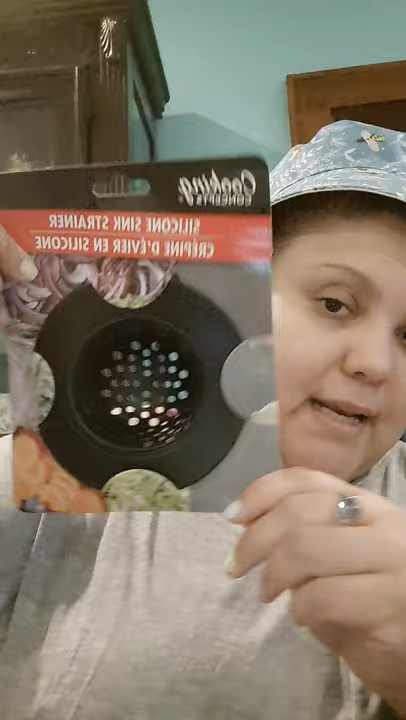 Cooking
CONCEPTS
SILICONE SINK STRAINER
CRÉPINE D'ÉVIER EN SILICONE